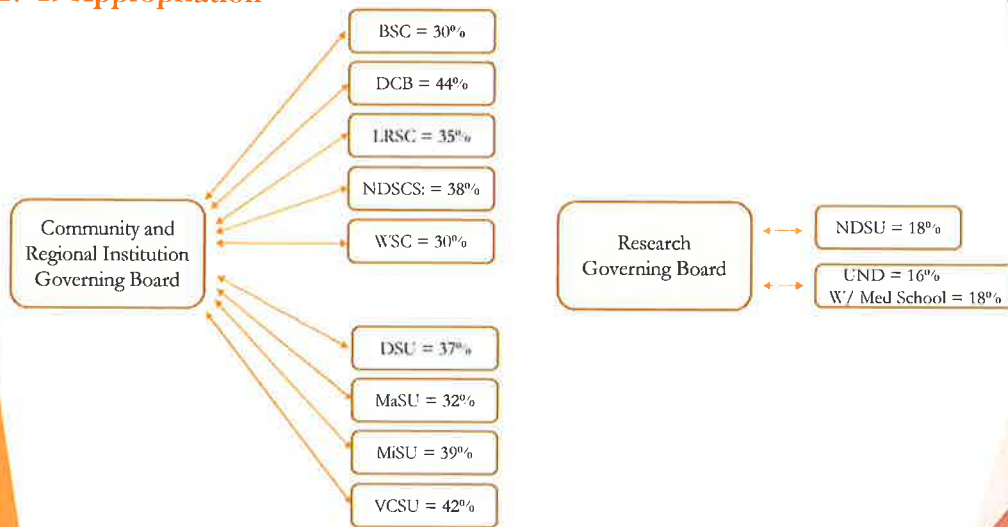 Appropriation
BSC = 30%
DCB = 44%
LRSC = 35%
NDSCS: = 38%
WSC = 30%
Community and
Regional Institution
Governing Board
DSU = 37%
MaSU = 32%
MiSU = 39%
VCSU = 42%
Research
Governing Board
NDSU = 18%
UND = 16%
W/ Med School = 18%